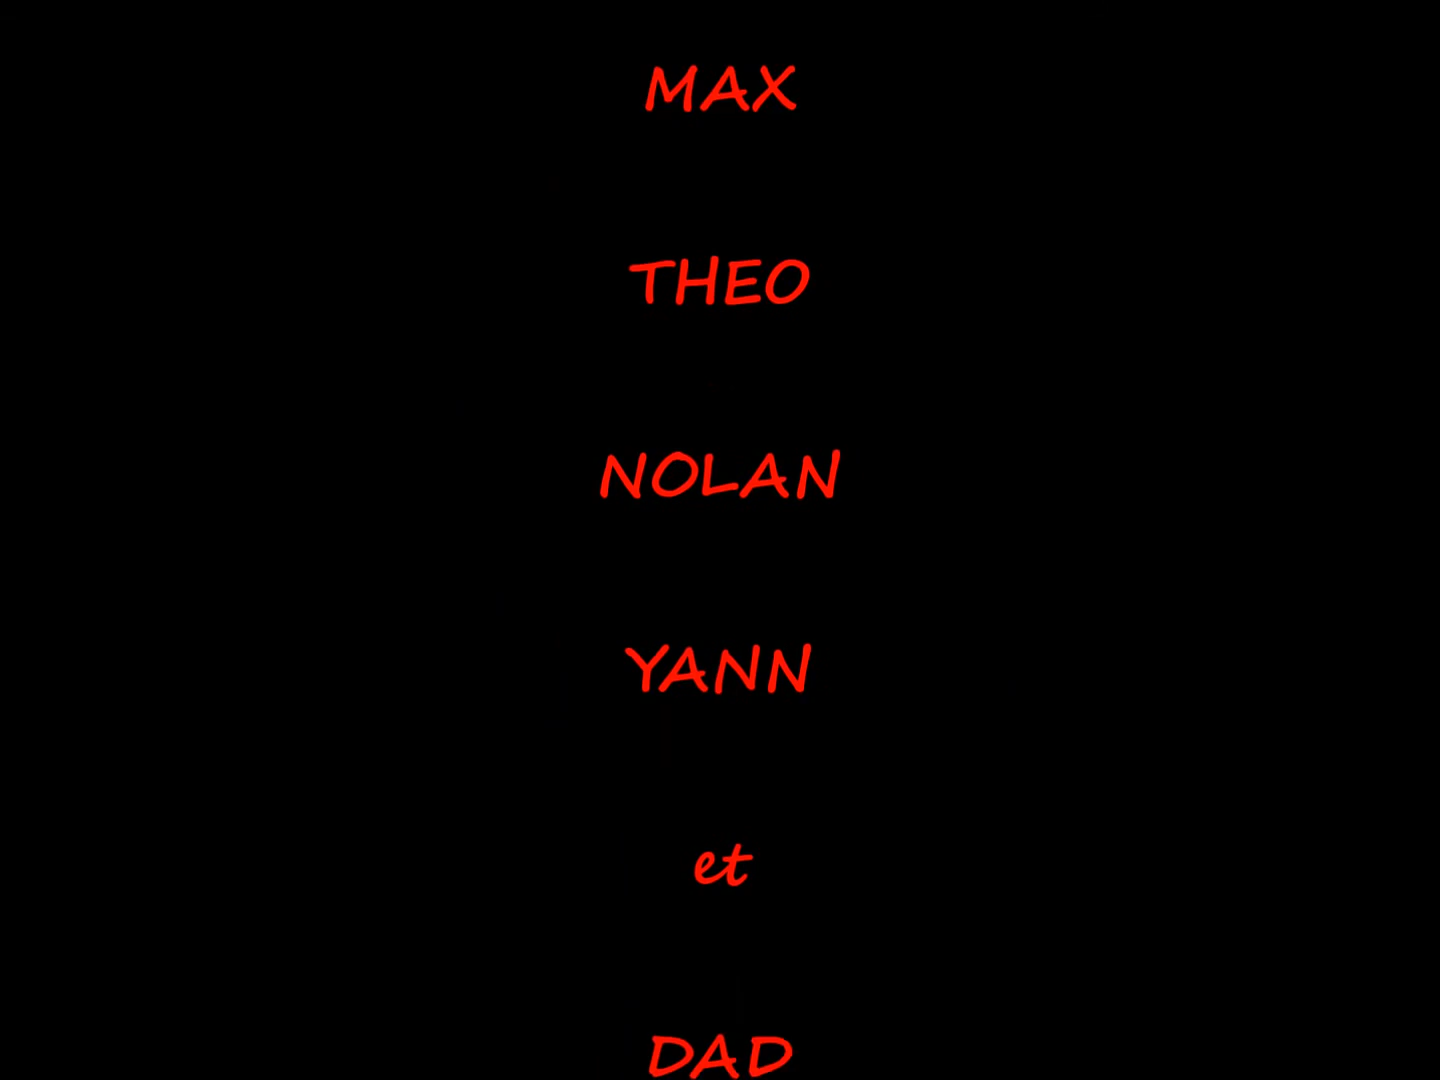 MAX
THEO
NOLAN
YANN
et
DAD